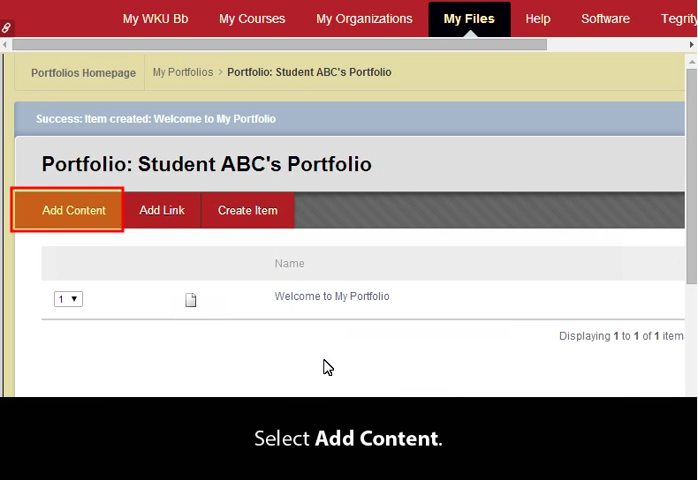 My WKU Bb My Courses My Organizations My Files Help Software Tegrity
Portfolios Homepage My Portfolios > Portfolio: Student ABC's Portfolio
Success: Item created: Welcome to My Portfolio
Portfolio: Student ABC's Portfolio
Add Content Add Link Create Item
Name
1 Welcome to My Portfolio
Displaying 1 to 1 of 1 item
Select Add Content.